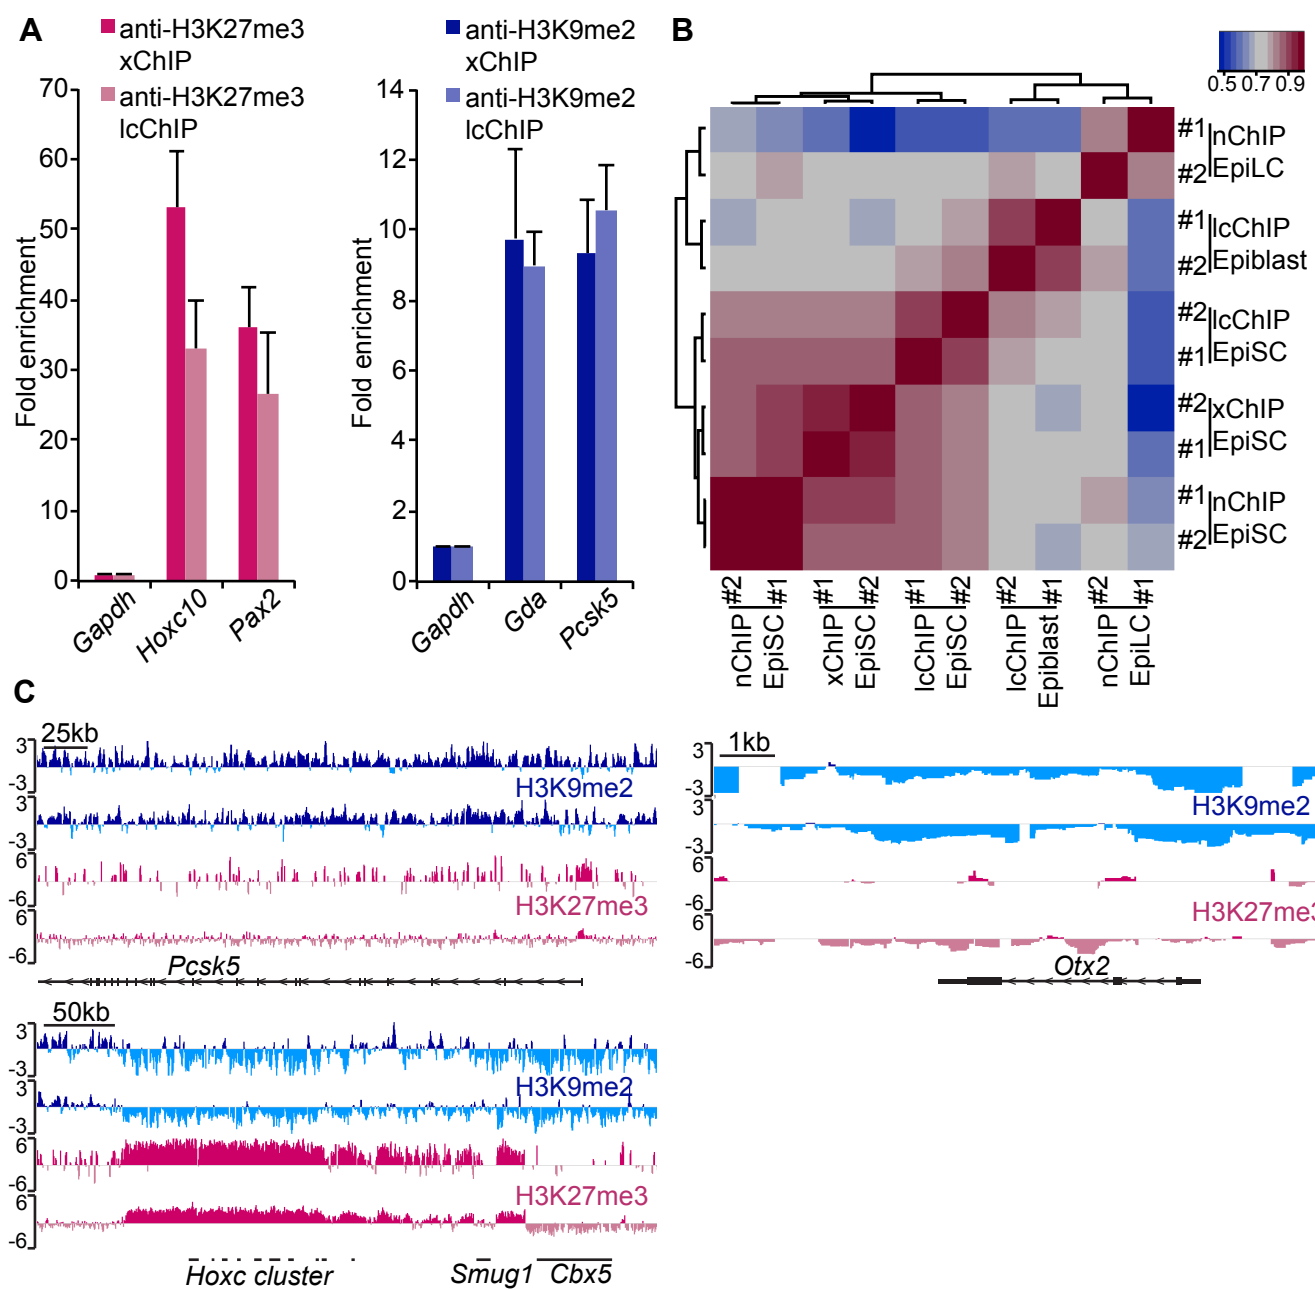 A
anti-H3K27me3
xChIP
anti-H3K27me3
lcChIP
Fold enrichment
70
60
50
40
30
20
10
0
Gapdh
Hoxc10
Pax2
anti-H3K9me2
xChIP
anti-H3K9me2
lcChIP
Fold enrichment
14
12
10
8
6
4
2
0
Gapdh
Gda
Pcsk5
B
0.5 0.7 0.9
#1 nChIP
#2 EpiLC
#1 lcChIP
#2 Epiblast
#2 lcChIP
#1 EpiSC
#2 xChIP
#1 EpiSC
#1 nChIP
#2 EpiSC
#2 #1 #1 #2 #1 #2 #2 #1 #2 #1
nChIP EpiSC
xChIP EpiSC
lcChIP EpiSC
lcChIP Epiblast
nChIP EpiLC
C
25kb
3
-3
H3K9me2
3
-3
6
-6
H3K27me3
6
-6
Pcsk5
1kb
3
-3
H3K9me2
3
-3
6
-6
H3K27me3
6
-6
Otx2
50kb
3
-3
H3K9me2
3
-3
6
-6
H3K27me3
6
-6
Hoxc cluster Smug1 Cbx5